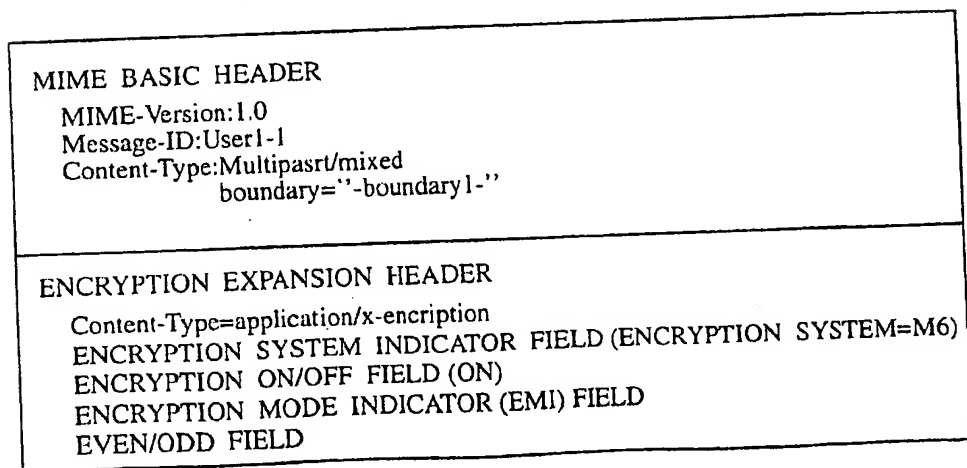 MIME BASIC HEADER
MIME-Version:1.0
Message-ID:User1-1
Content-Type:Multipasrt/mixed
boundary="-boundary1-"
ENCRYPTION EXPANSION HEADER
Content-Type=application/x-encription
ENCRYPTION SYSTEM INDICATOR FIELD (ENCRYPTION SYSTEM=M6)
ENCRYPTION ON/OFF FIELD (ON)
ENCRYPTION MODE INDICATOR (EMI) FIELD
EVEN/ODD FIELD